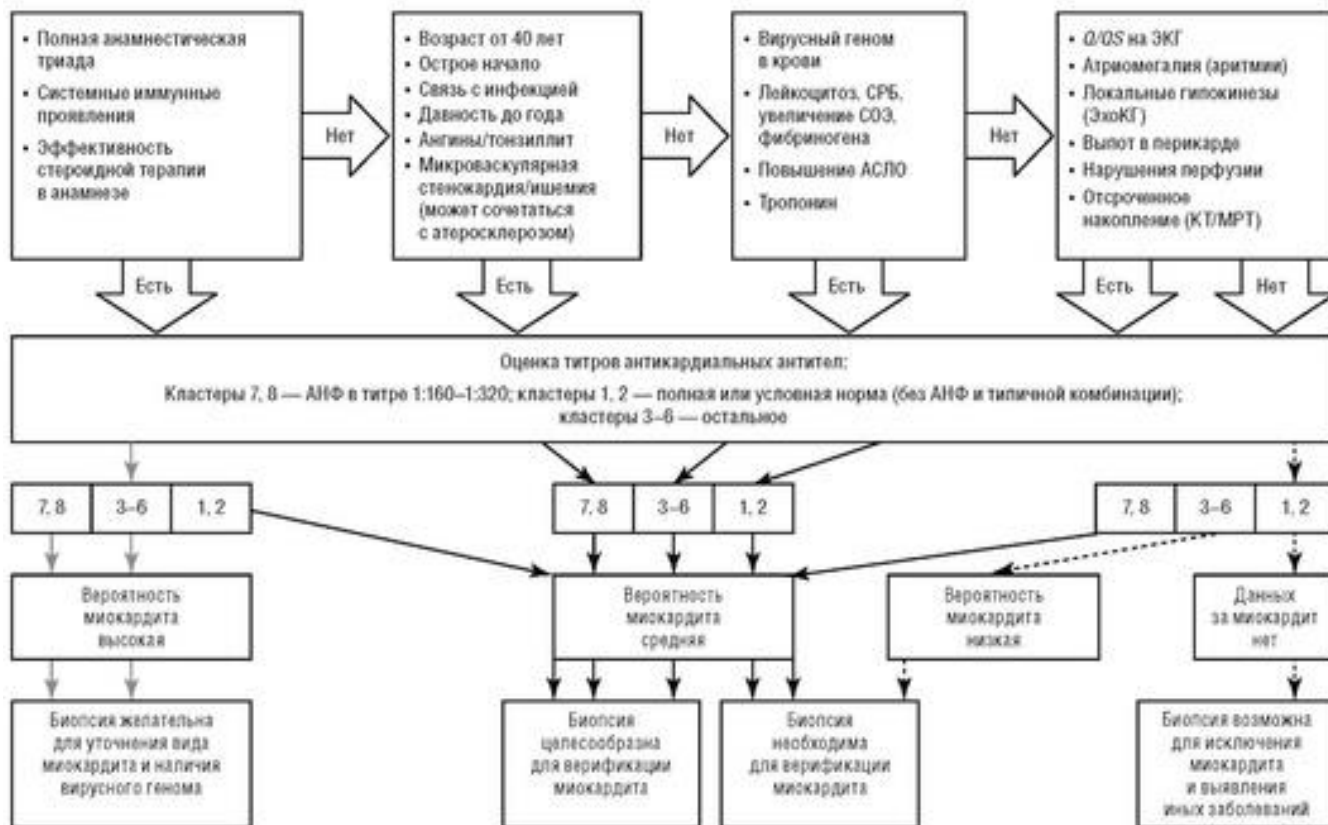 • Полная анамнестическая
триада
• Системные иммунные
проявления
• Эффективность
стероидной терапии
в анамнезе
Нет
• Возраст от 40 лет
• Острое начало
• Связь с инфекцией
• Давность до года
• Ангины/тонзиллит
• Микроваскулярная
стенокардия/ишемия
(может сочетаться
с атеросклерозом)
Нет
• Вирусный геном
в крови
• Лейкоцитоз, СРБ,
увеличение СОЭ,
фибриногена
• Повышение АСЛО
• Тропонин
Нет
• Q/QS на ЭКГ
• Атриомегалия (аритмии)
• Локальные гипокинезы
(ЭхоКГ)
• Выпот в перикарде
• Нарушения перфузии
• Отсроченное
накопление (КТ/МРТ)
Есть
Есть
Есть
Есть
Нет
Оценка титров антикардиальных антител:
Кластеры 7, 8 — АНФ в титре 1:160–1:320; кластеры 1, 2 — полная или условная норма (без АНФ и типичной комбинации);
кластеры 3–6 — остальное
7, 8 3–6 1, 2
7, 8 3–6 1, 2
7, 8 3–6 1, 2
Вероятность
миокардита
высокая
Вероятность
миокардита
средняя
Вероятность
миокардита
низкая
Данных
за миокардит
нет
Биопсия желательна
для уточнения вида
миокардита и наличия
вирусного генома
Биопсия
целесообразна
для верификации
миокардита
Биопсия
необходима
для верификации
миокардита
Биопсия возможна
для исключения
миокардита
и выявления
иных заболеваний